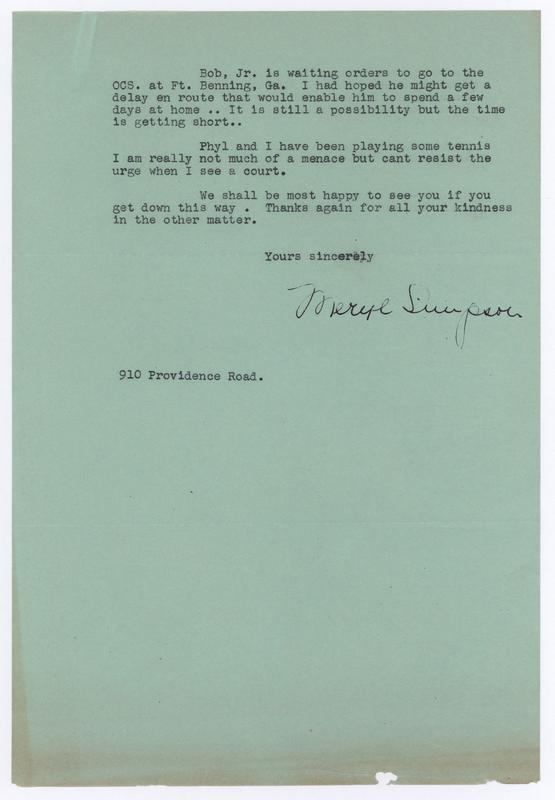 Bob, Jr. is waiting orders to go to the
OCS. at Ft. Benning, Ga.  I had hoped he might get a
delay en route that would enable him to spend a few
days at home .. It is still a possibility but the time
is getting short..
Phyl and I have been playing some tennis
I am really not much of a menace but cant resist the
urge when I see a court.
We shall be most happy to see you if you
get down this way .  Thanks again for all your kindness
in the other matter.
Yours sincerely
Meryl Simpson
910 Providence Road.